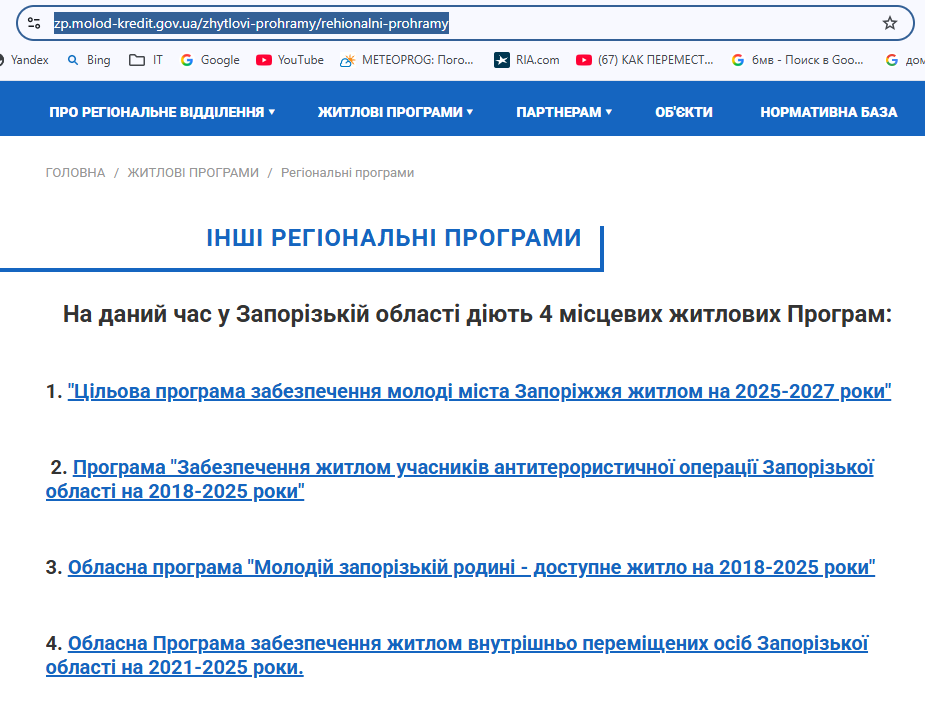 zp.molod-kredit.gov.ua/zhytlovi-prohramy/rehionalni-prohramy
Yandex Bing IT Google YouTube METEOPROG: Пого... RIA.com (67) КАК ПЕРЕМЕСТ... бмв - Поиск в Goo... дом
ПРО РЕГІОНАЛЬНЕ ВІДДІЛЕННЯ ▾ ЖИТЛОВІ ПРОГРАМИ ▾ ПАРТНЕРАМ ▾ ОБ'ЄКТИ НОРМАТИВНА БАЗА
ГОЛОВНА / ЖИТЛОВІ ПРОГРАМИ / Регіональні програми
ІНШІ РЕГІОНАЛЬНІ ПРОГРАМИ
На даний час у Запорізькій області діють 4 місцевих житлових Програм:
1. "Цільова програма забезпечення молоді міста Запоріжжя житлом на 2025-2027 роки"
2. Програма "Забезпечення житлом учасників антитерористичної операції Запорізької
області на 2018-2025 роки"
3. Обласна програма "Молодій запорізькій родині - доступне житло на 2018-2025 роки"
4. Обласна Програма забезпечення житлом внутрішньо переміщених осіб Запорізької
області на 2021-2025 роки.